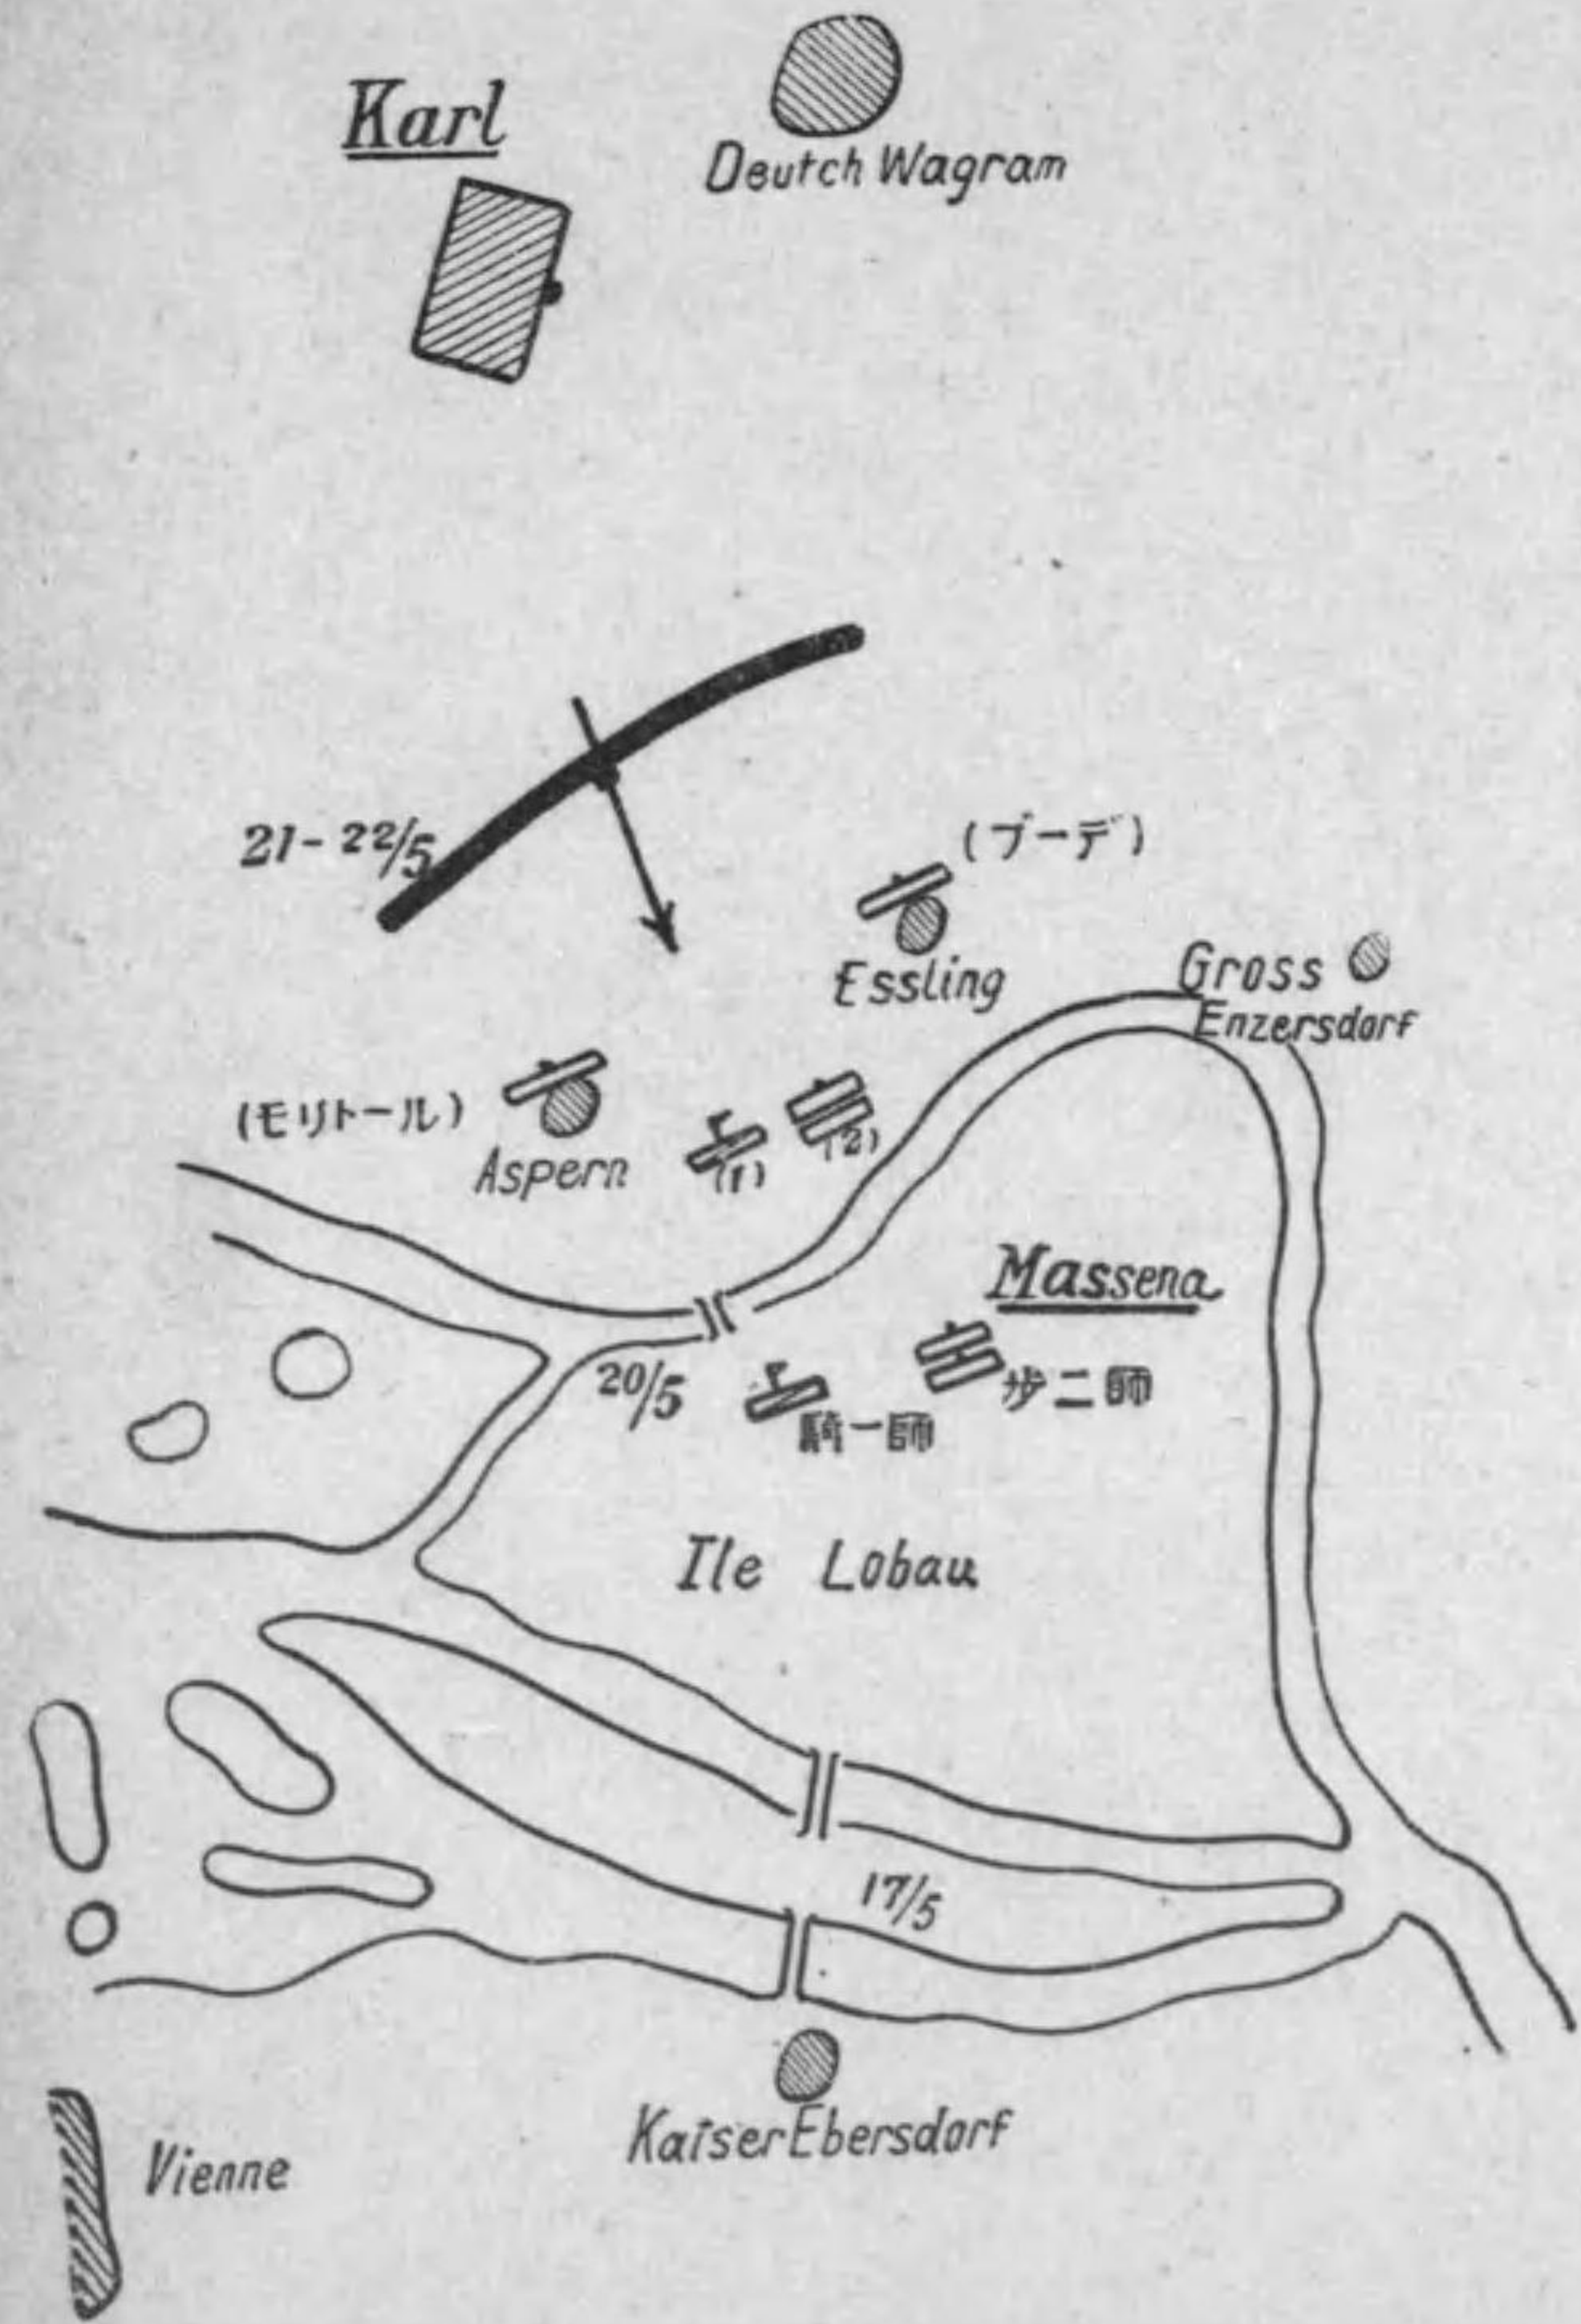 Karl
Deutch Wagram
21-22/5
(ブーデ)
Essling
Gross
Enzersdorf
(モリトール)
Aspern
(1)
(2)
Massena
20/5
歩二師
騎一師
Ile Lobau
17/5
Kaiser Ebersdorf
Vienne